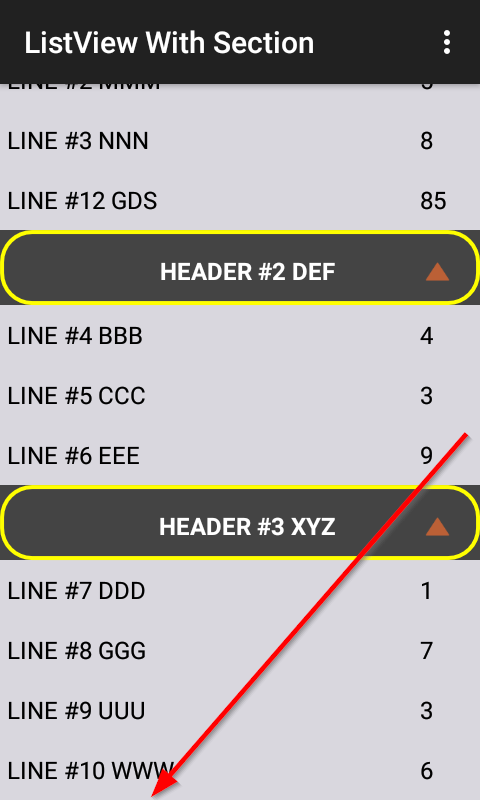 ListView With Section
LINE #2 MMM
LINE #3 NNN 8
LINE #12 GDS 85
HEADER #2 DEF
LINE #4 BBB 4
LINE #5 CCC 3
LINE #6 EEE 9
HEADER #3 XYZ
LINE #7 DDD 1
LINE #8 GGG 7
LINE #9 UUU 3
LINE #10 WWW 6